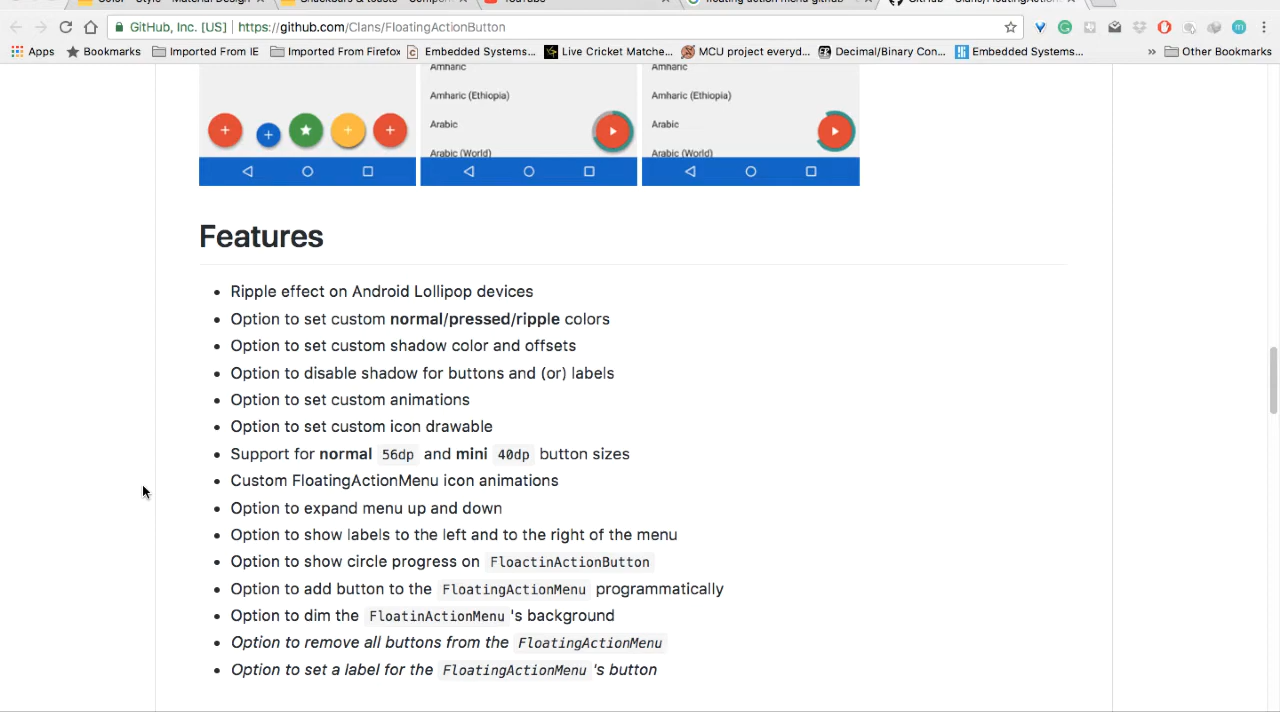 GitHub, Inc. [US] | https://github.com/Clans/FloatingActionButton
Apps Bookmarks Imported From IE Imported From Firefox Embedded Systems... Live Cricket Matche... MCU project everyd... Decimal/Binary Con... Embedded Systems... » Other Bookmarks
Amharic Amharic
Amharic (Ethiopia) Amharic (Ethiopia)
Arabic Arabic
Arabic (World) Arabic (World)
Features
• Ripple effect on Android Lollipop devices
• Option to set custom normal/pressed/ripple colors
• Option to set custom shadow color and offsets
• Option to disable shadow for buttons and (or) labels
• Option to set custom animations
• Option to set custom icon drawable
• Support for normal 56dp and mini 40dp button sizes
• Custom FloatingActionMenu icon animations
• Option to expand menu up and down
• Option to show labels to the left and to the right of the menu
• Option to show circle progress on FloactinActionButton
• Option to add button to the FloatingActionMenu programmatically
• Option to dim the FloatinActionMenu 's background
• Option to remove all buttons from the FloatingActionMenu
• Option to set a label for the FloatingActionMenu 's button